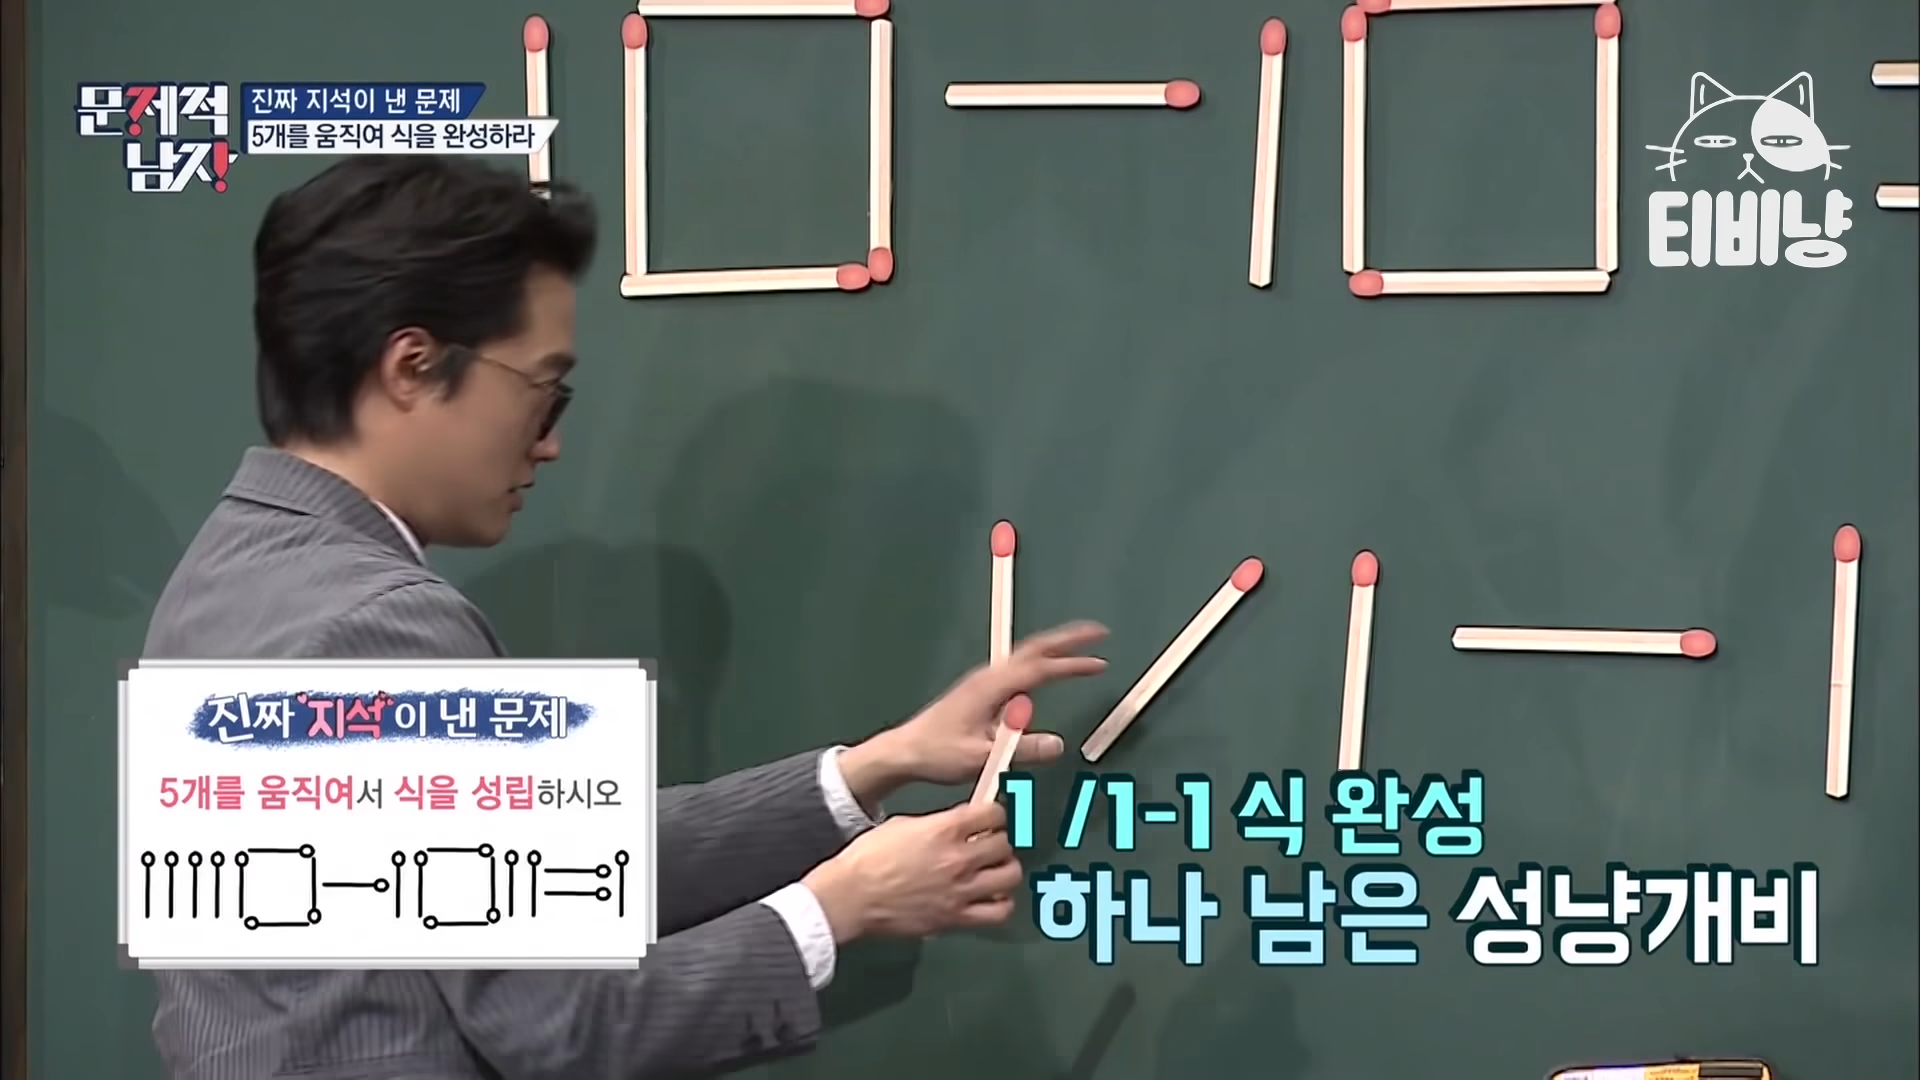 문제적
남자
진짜 지석이 낸 문제
5개를 움직여 식을 완성하라
티비냥
진짜 지석이 낸 문제
5개를 움직여서 식을 성립하시오
1 /1-1 식 완성
하나 남은 성냥개비